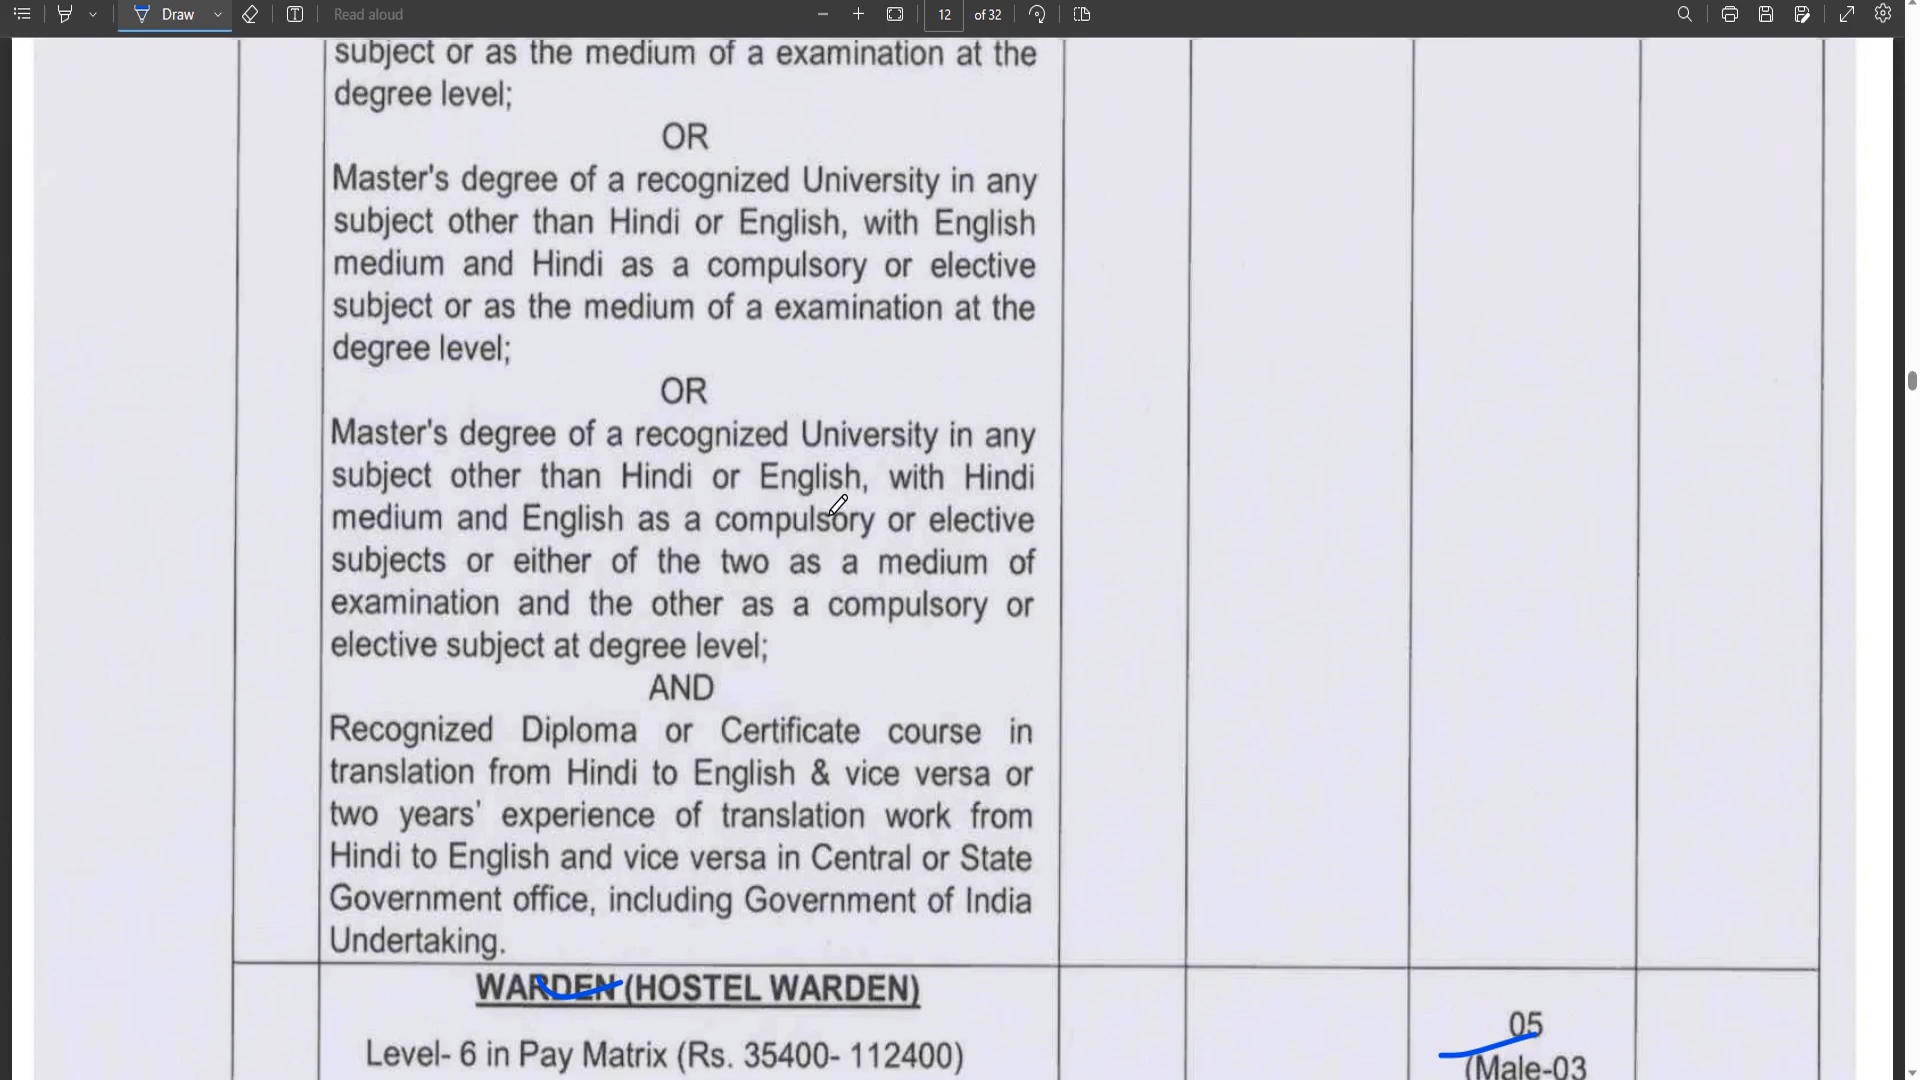 Draw
Read aloud
12 of 32
subject or as the medium of a examination at the
degree level;
OR
Master's degree of a recognized University in any
subject other than Hindi or English, with English
medium and Hindi as a compulsory or elective
subject or as the medium of a examination at the
degree level;
OR
Master's degree of a recognized University in any
subject other than Hindi or English, with Hindi
medium and English as a compulsory or elective
subjects or either of the two as a medium of
examination and the other as a compulsory or
elective subject at degree level;
AND
Recognized Diploma or Certificate course in
translation from Hindi to English & vice versa or
two years' experience of translation work from
Hindi to English and vice versa in Central or State
Government office, including Government of India
Undertaking.
WARDEN (HOSTEL WARDEN)
Level- 6 in Pay Matrix (Rs. 35400- 112400)
05
(Male-03